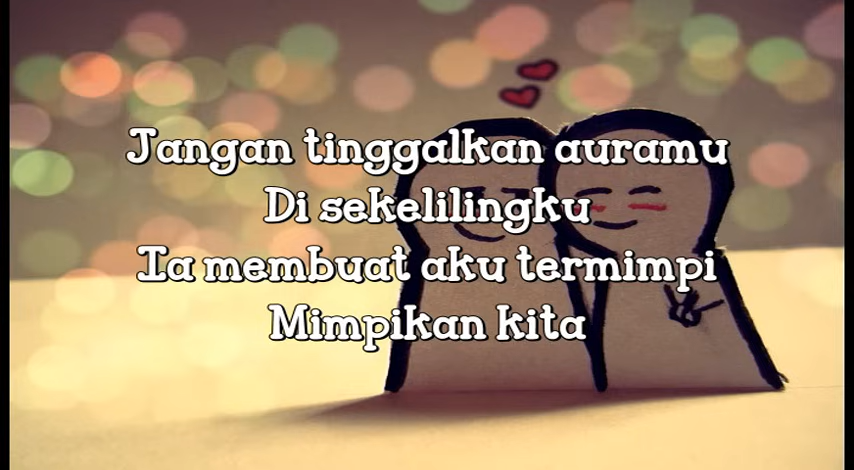 Jangan tinggalkan auramu
Di sekelilingku
Ia membuat aku termimpi
Mimpikan kita